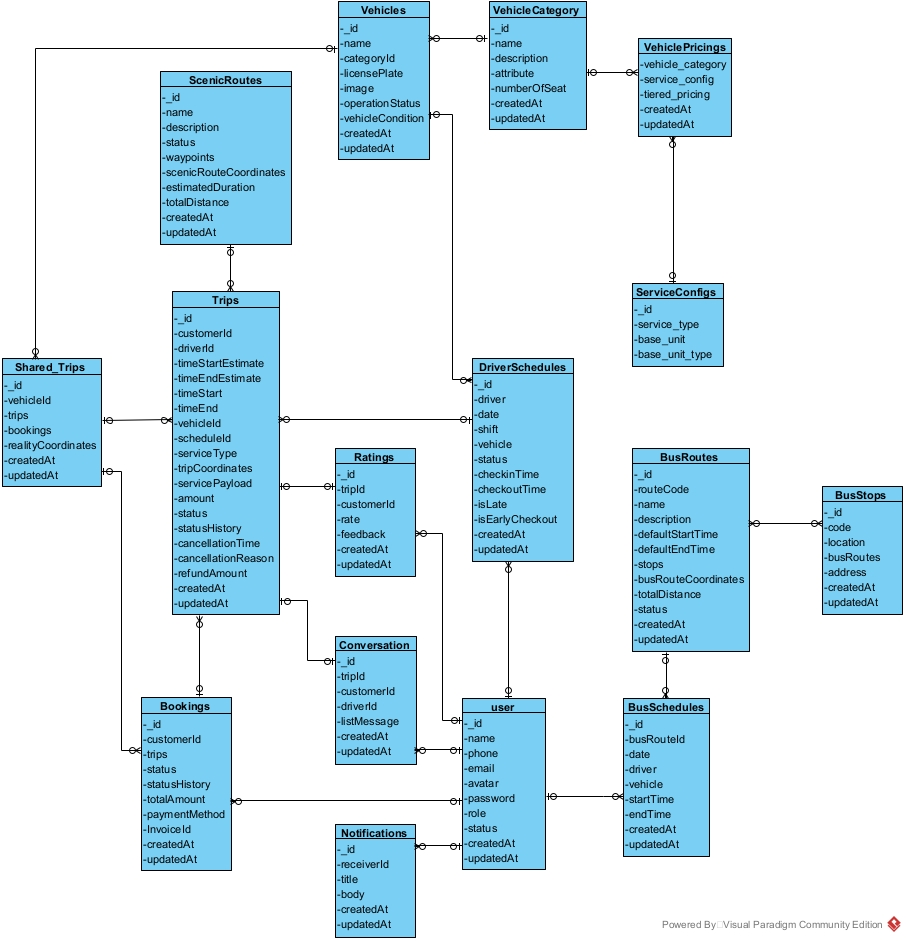 Vehicles
-_id
-name
-categoryId
-licensePlate
-image
-operationStatus
-vehicleCondition
-createdAt
-updatedAt
VehicleCategory
-_id
-name
-description
-attribute
-numberOfSeat
-createdAt
-updatedAt
VehiclePricings
-vehicle_category
-service_config
-tiered_pricing
-createdAt
-updatedAt
ScenicRoutes
-_id
-name
-description
-status
-waypoints
-scenicRouteCoordinates
-estimatedDuration
-totalDistance
-createdAt
-updatedAt
ServiceConfigs
-_id
-service_type
-base_unit
-base_unit_type
Trips
-_id
-customerId
-driverId
-timeStartEstimate
-timeEndEstimate
-timeStart
-timeEnd
-vehicleId
-scheduleId
-serviceType
-tripCoordinates
-servicePayload
-amount
-status
-statusHistory
-cancellationTime
-cancellationReason
-refundAmount
-createdAt
-updatedAt
Shared_Trips
-_id
-vehicleId
-trips
-bookings
-realityCoordinates
-createdAt
-updatedAt
DriverSchedules
-_id
-driver
-date
-shift
-vehicle
-status
-checkinTime
-checkoutTime
-isLate
-isEarlyCheckout
-createdAt
-updatedAt
Ratings
-_id
-tripId
-customerId
-rate
-feedback
-createdAt
-updatedAt
BusRoutes
-_id
-routeCode
-name
-description
-defaultStartTime
-defaultEndTime
-stops
-busRouteCoordinates
-totalDistance
-status
-createdAt
-updatedAt
BusStops
-_id
-code
-location
-busRoutes
-address
-createdAt
-updatedAt
Conversation
-_id
-tripId
-customerId
-driverId
-listMessage
-createdAt
-updatedAt
Bookings
-_id
-customerId
-trips
-status
-statusHistory
-totalAmount
-paymentMethod
-InvoiceId
-createdAt
-updatedAt
user
-_id
-name
-phone
-email
-avatar
-password
-role
-status
-createdAt
-updatedAt
BusSchedules
-_id
-busRouteId
-date
-driver
-vehicle
-startTime
-endTime
-createdAt
-updatedAt
Notifications
-_id
-receiverId
-title
-body
-createdAt
-updatedAt
Powered By Visual Paradigm Community Edition